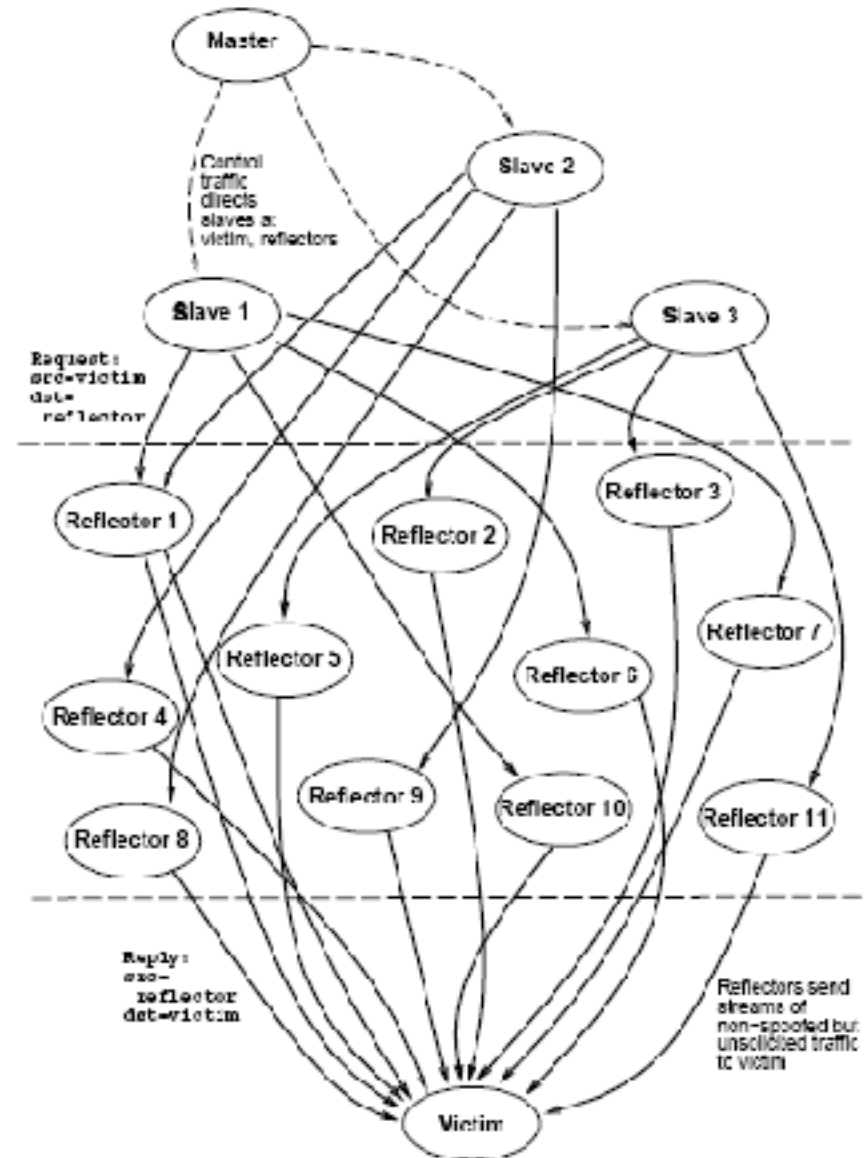 Master
Slave 2
Control
traffic
directs
slaves at
victim, reflectors
Slave 1
Slave 3
Request:
src=victim
dst=
reflector
Reflector 3
Reflector 1
Reflector 2
Reflector 7
Reflector 5
Reflector 6
Reflector 4
Reflector 9
Reflector 10
Reflector 11
Reflector 8
Reply:
src=
reflector
dst=victim
Reflectors send
streams of
non-spoofed but
unsolicited traffic
to victim
Victim